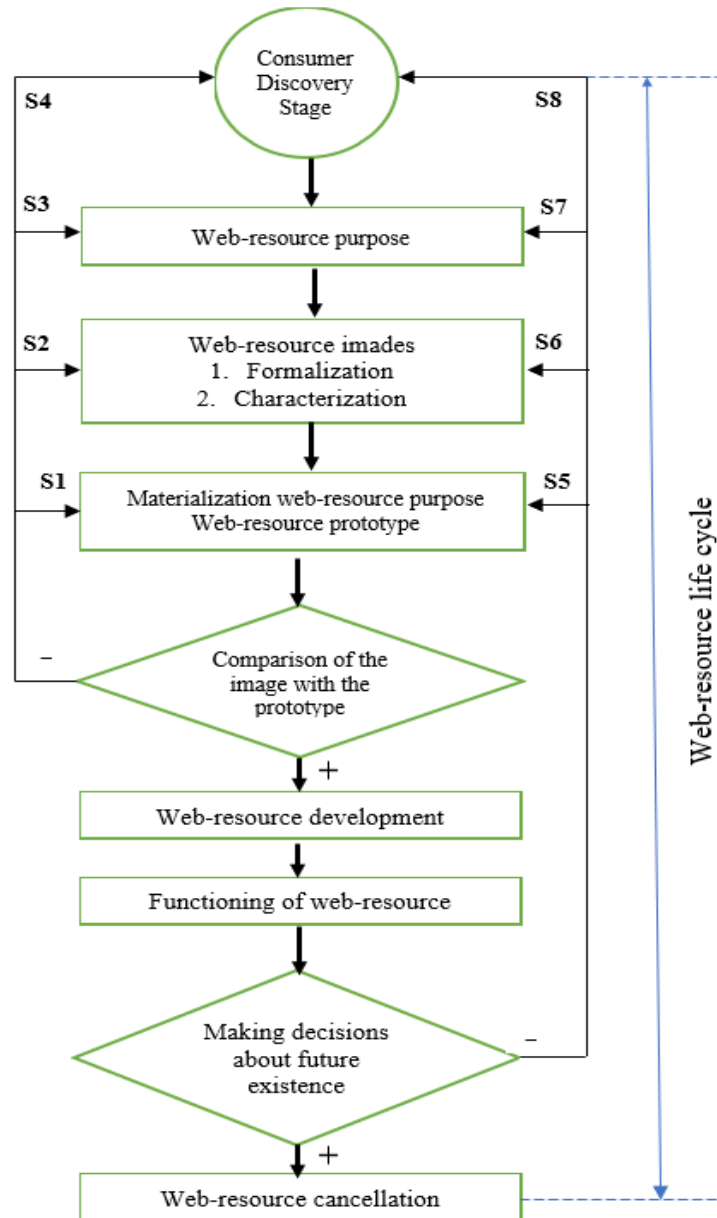 Consumer
Discovery
Stage
S4
S8
S3
S7
Web-resource purpose
S2
S6
Web-resource imades
1. Formalization
2. Characterization
S1
S5
Materialization web-resource purpose
Web-resource prototype
–
Comparison of the
image with the
prototype
+
Web-resource development
Functioning of web-resource
Making decisions
about future
existence
–
+
Web-resource cancellation
Web-resource life cycle